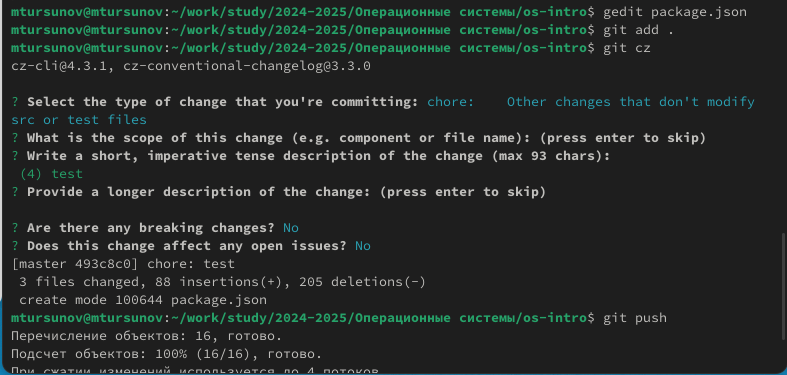 mtursunov@mtursunov:~/work/study/2024-2025/Операционные системы/os-intro$ gedit package.json
mtursunov@mtursunov:~/work/study/2024-2025/Операционные системы/os-intro$ git add .
mtursunov@mtursunov:~/work/study/2024-2025/Операционные системы/os-intro$ git cz
cz-cli@4.3.1, cz-conventional-changelog@3.3.0

? Select the type of change that you're committing: chore:    Other changes that don't modify
src or test files
? What is the scope of this change (e.g. component or file name): (press enter to skip)
? Write a short, imperative tense description of the change (max 93 chars):
 (4) test
? Provide a longer description of the change: (press enter to skip)

? Are there any breaking changes? No
? Does this change affect any open issues? No
[master 493c8c0] chore: test
 3 files changed, 88 insertions(+), 205 deletions(-)
 create mode 100644 package.json
mtursunov@mtursunov:~/work/study/2024-2025/Операционные системы/os-intro$ git push
Перечисление объектов: 16, готово.
Подсчет объектов: 100% (16/16), готово.
При сжатии изменений используется до 4 потоков